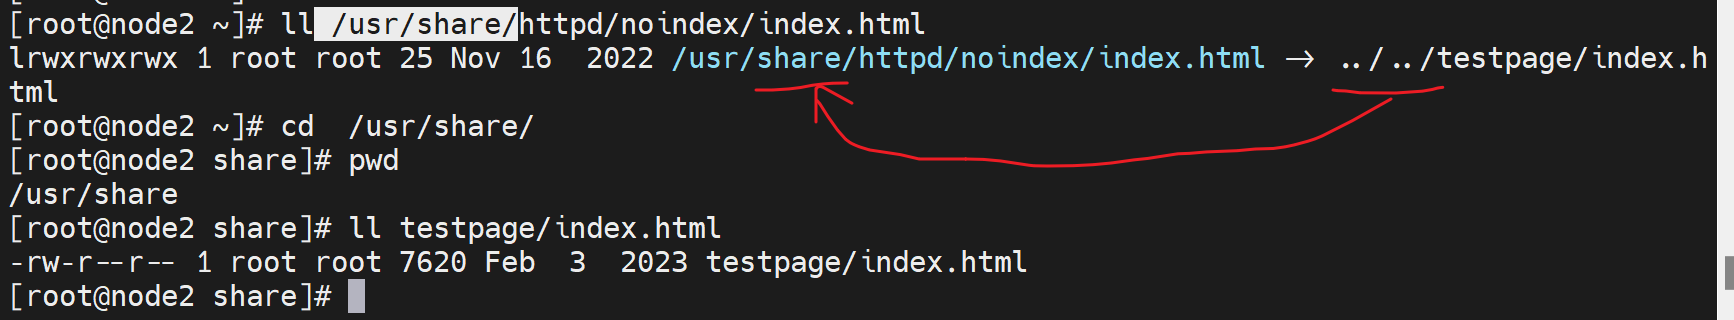 [root@node2 ~]# ll /usr/share/httpd/noindex/index.html
lrwxrwxrwx 1 root root 25 Nov 16  2022 /usr/share/httpd/noindex/index.html -> ../../testpage/index.h
tml
[root@node2 ~]# cd  /usr/share/
[root@node2 share]# pwd
/usr/share
[root@node2 share]# ll testpage/index.html
-rw-r--r-- 1 root root 7620 Feb  3  2023 testpage/index.html
[root@node2 share]#